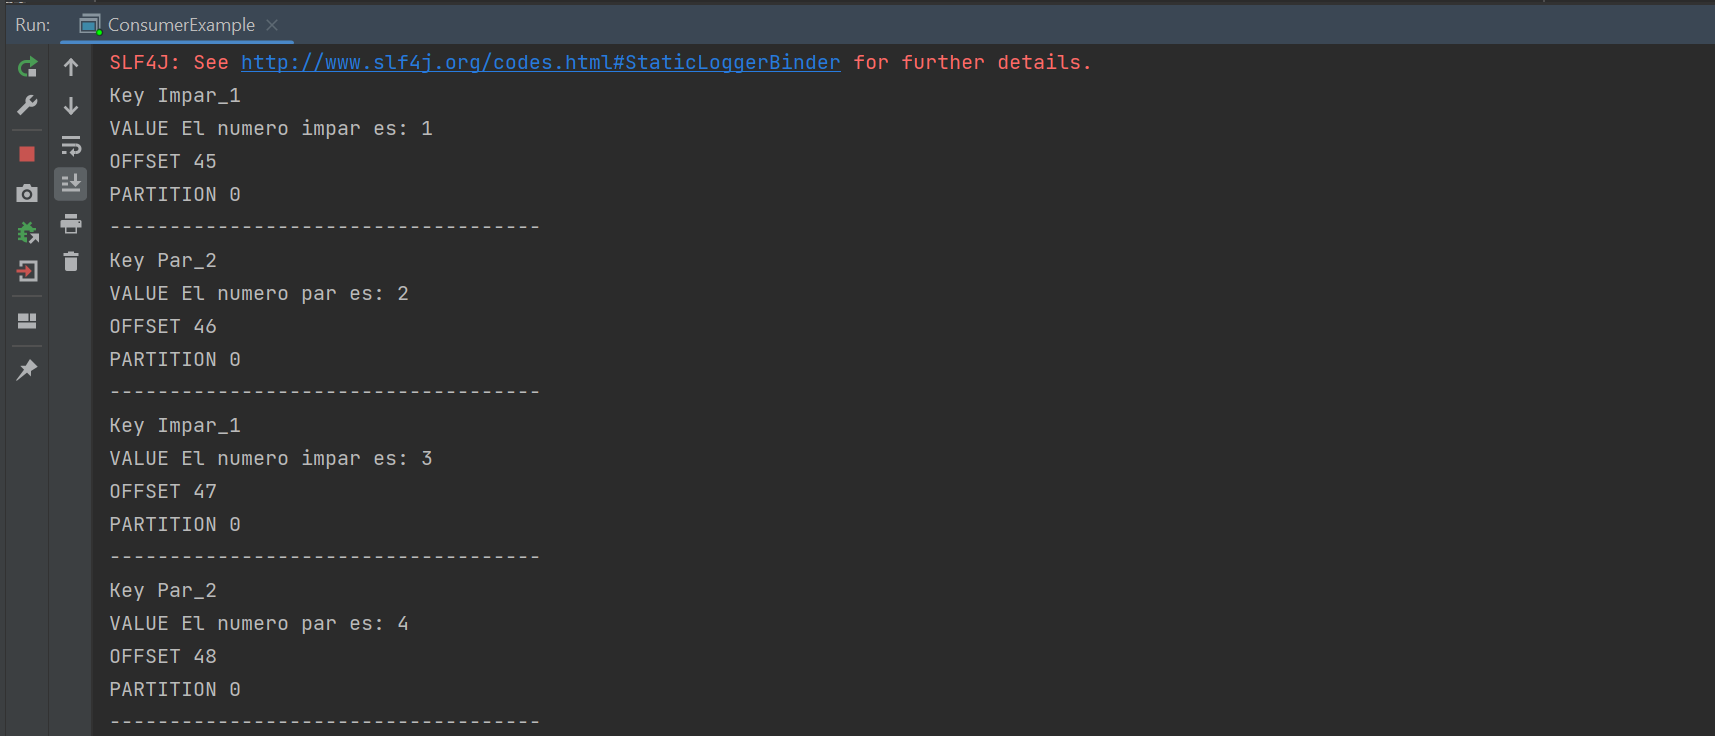 Run: ConsumerExample
SLF4J: See http://www.slf4j.org/codes.html#StaticLoggerBinder for further details.
Key Impar_1
VALUE El numero impar es: 1
OFFSET 45
PARTITION 0
------------------------------------
Key Par_2
VALUE El numero par es: 2
OFFSET 46
PARTITION 0
------------------------------------
Key Impar_1
VALUE El numero impar es: 3
OFFSET 47
PARTITION 0
------------------------------------
Key Par_2
VALUE El numero par es: 4
OFFSET 48
PARTITION 0
------------------------------------